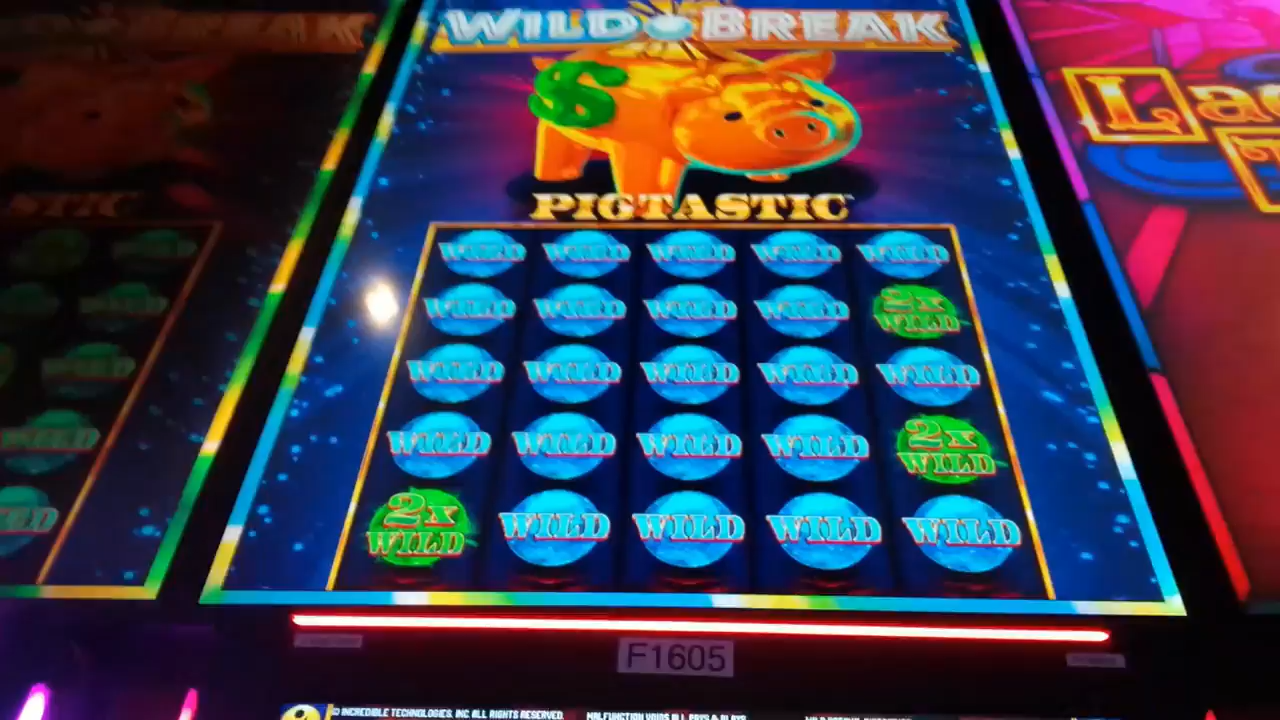 WILD BREAK
$
PIGTASTIC
WILD WILD WILD WILD WILD
WILD WILD WILD WILD 2x WILD
WILD WILD WILD WILD WILD
WILD WILD WILD WILD 2x WILD
2x WILD WILD WILD WILD WILD
F1605
© INCREDIBLE TECHNOLOGIES, INC. ALL RIGHTS RESERVED.
MALFUNCTION VOIDS ALL PAYS & PLAYS